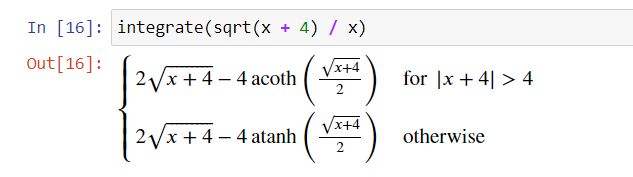 In [16]: integrate(sqrt(x + 4) / x)
Out[16]:
{ 2√(x+4) − 4 acoth (√(x+4)/2) for |x + 4| > 4
2√(x+4) − 4 atanh (√(x+4)/2) otherwise